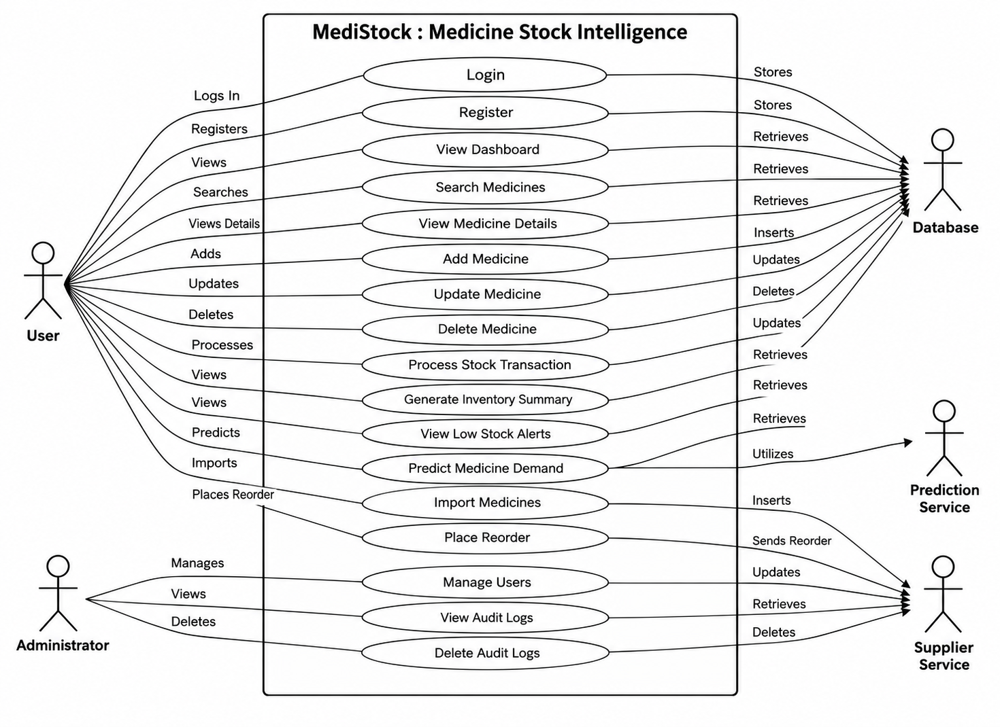 MediStock : Medicine Stock Intelligence
Logs In
Login
Stores
Registers
Register
Stores
Views
View Dashboard
Retrieves
Searches
Search Medicines
Retrieves
Views Details
View Medicine Details
Retrieves
Adds
Add Medicine
Inserts
Updates
Update Medicine
Updates
Deletes
Delete Medicine
Deletes
Processes
Process Stock Transaction
Updates
Views
Generate Inventory Summary
Retrieves
Views
View Low Stock Alerts
Retrieves
Predicts
Predict Medicine Demand
Retrieves
Utilizes
Imports
Import Medicines
Inserts
Places Reorder
Place Reorder
Sends Reorder
Manages
Manage Users
Updates
Views
View Audit Logs
Retrieves
Deletes
Delete Audit Logs
Deletes
User
Administrator
Database
Prediction
Service
Supplier
Service